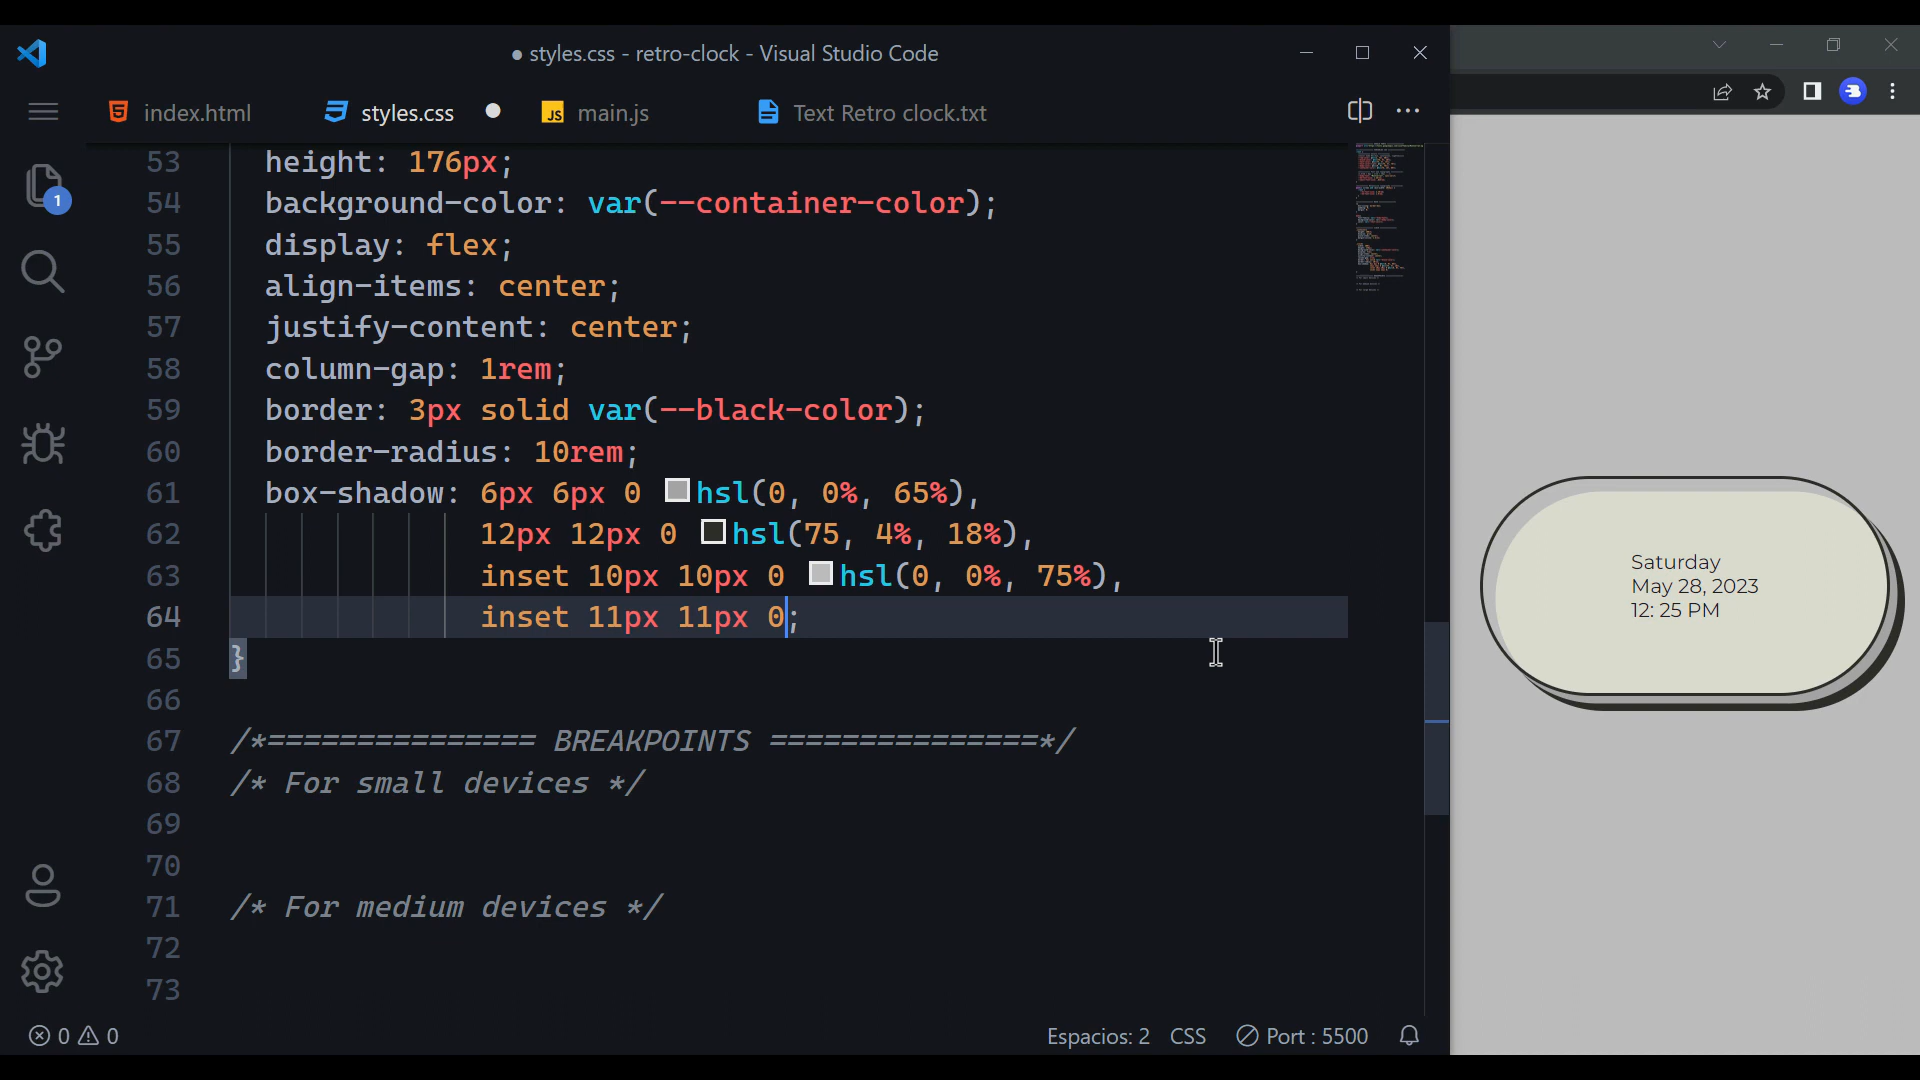 styles.css - retro-clock - Visual Studio Code
index.html
styles.css
JS main.js
Text Retro clock.txt
1
53 height: 176px;
54 background-color: var(--container-color);
55 display: flex;
56 align-items: center;
57 justify-content: center;
58 column-gap: 1rem;
59 border: 3px solid var(--black-color);
60 border-radius: 10rem;
61 box-shadow: 6px 6px 0 hsl(0, 0%, 65%),
62 12px 12px 0 hsl(75, 4%, 18%),
63 inset 10px 10px 0 hsl(0, 0%, 75%),
64 inset 11px 11px 0;
65 }
66
67 /*=============== BREAKPOINTS ===============*/
68 /* For small devices */
69
70
71 /* For medium devices */
72
73
0 0
Espacios: 2 CSS Port : 5500
Saturday
May 28, 2023
12: 25 PM